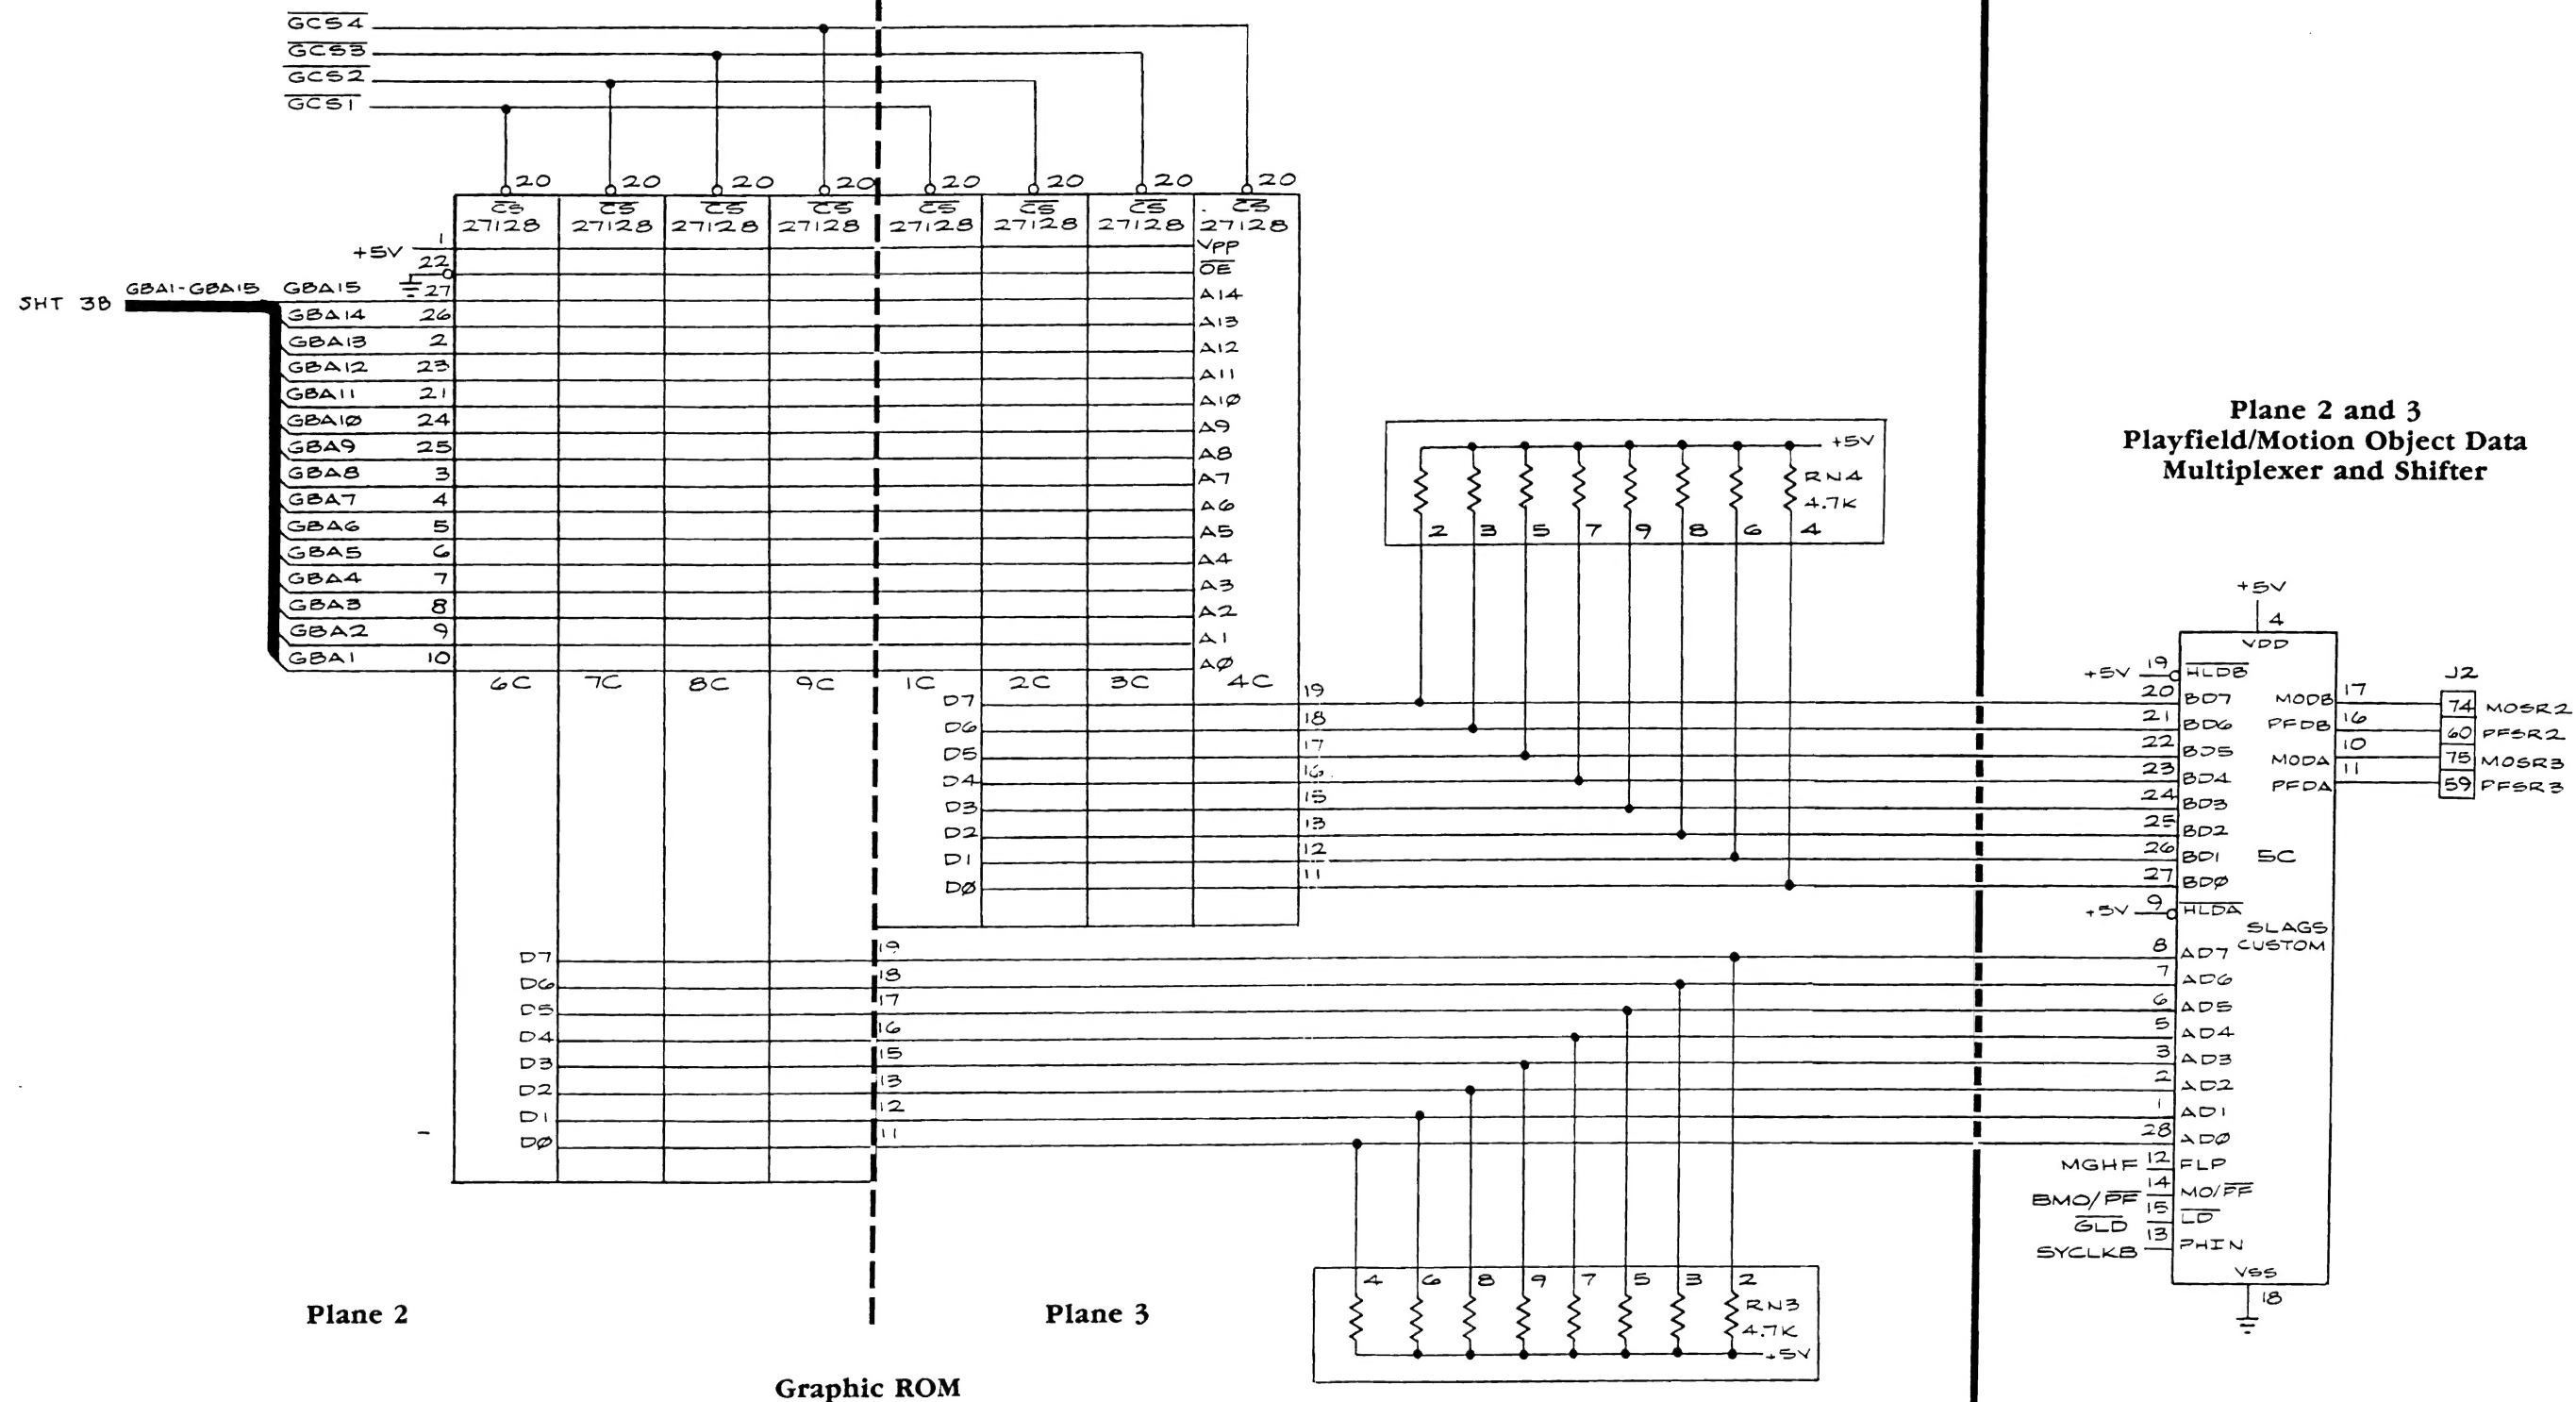 GCS4
GCS3
GCS2
GCS1
20 20 20 20 20 20 20 20
CS CS CS CS CS CS CS CS
27128 27128 27128 27128 27128 27128 27128 27128
+5V 1 VPP
22 OE
SHT 3B GBA1-GBA15 GBA15 27 A14
GBA14 26 A13
GBA13 2 A12
GBA12 23 A11
GBA11 21 A1Ø
GBA1Ø 24 A9
GBA9 25 A8
GBA8 3 A7
GBA7 4 A6
GBA6 5 A5
GBA5 6 A4
GBA4 7 A3
GBA3 8 A2
GBA2 9 A1
GBA1 10 AØ
6C 7C 8C 9C 1C 2C 3C 4C
D7 19
D6 18
D5 17
D4 16
D3 15
D2 13
D1 12
DØ 11
D7 19
D6 18
D5 17
D4 16
D3 15
D2 13
D1 12
DØ 11
+5V
RN4
4.7K
2 3 5 7 9 8 6 4
4 6 8 9 7 5 3 2
RN3
4.7K
+5V
Plane 2 and 3
Playfield/Motion Object Data
Multiplexer and Shifter
+5V
4
VDD
+5V 19 HLDB
20 BD7
21 BD6
22 BD5
23 BD4
24 BD3
25 BD2
26 BD1
27 BDØ
5C
+5V 9 HLDA
SLAGS
CUSTOM
8 AD7
7 AD6
6 AD5
5 AD4
3 AD3
2 AD2
1 AD1
28 ADØ
MGHF 12 FLP
BMO/PF 14 MO/PF
GLD 15 LD
SYCLKB 13 PHIN
VSS
18
J2
MODB 17 74 MOSR2
PFDB 16 60 PFSR2
MODA 10 75 MOSR3
PFDA 11 59 PFSR3
Plane 2
Plane 3
Graphic ROM